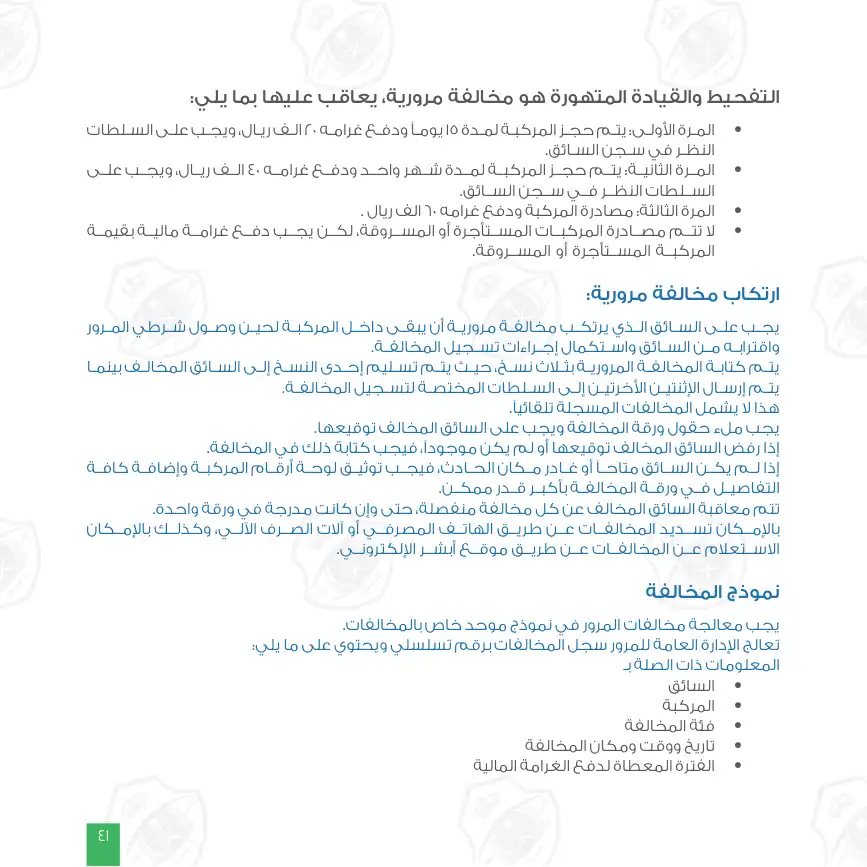 التفحيط والقيادة المتهورة هو مخالفة مرورية، يعاقب عليها بما يلي:
• المرة الأولى: يتم حجز المركبة لمدة ١٥ يوماً ودفع غرامه ٢٠ الف ريال، ويجب على السلطات
النظر في سجن السائق.
• المرة الثانية: يتم حجز المركبة لمدة شهر واحد ودفع غرامه ٤٠ الف ريال، ويجب على
السلطات النظر في سجن السائق.
• المرة الثالثة: مصادرة المركبة ودفع غرامه ٦٠ الف ريال .
• لا تتم مصادرة المركبات المستأجرة أو المسروقة، لكن يجب دفع غرامة مالية بقيمة
المركبة المستأجرة أو المسروقة.
ارتكاب مخالفة مرورية:
يجب على السائق الذي يرتكب مخالفة مرورية أن يبقى داخل المركبة لحين وصول شرطي المرور
واقترابه من السائق واستكمال إجراءات تسجيل المخالفة.
يتم كتابة المخالفة المرورية بثلاث نسخ، حيث يتم تسليم إحدى النسخ إلى السائق المخالف بينما
يتم إرسال الإثنتين الأخرتين إلى السلطات المختصة لتسجيل المخالفة.
هذا لا يشمل المخالفات المسجلة تلقائياً.
يجب ملء حقول ورقة المخالفة ويجب على السائق المخالف توقيعها.
إذا رفض السائق المخالف توقيعها أو لم يكن موجوداً، فيجب كتابة ذلك في المخالفة.
إذا لم يكن السائق متاحاً أو غادر مكان الحادث، فيجب توثيق لوحة أرقام المركبة وإضافة كافة
التفاصيل في ورقة المخالفة بأكبر قدر ممكن.
تتم معاقبة السائق المخالف عن كل مخالفة منفصلة، حتى وإن كانت مدرجة في ورقة واحدة.
بالإمكان تسديد المخالفات عن طريق الهاتف المصرفي أو آلات الصرف الآلي، وكذلك بالإمكان
الاستعلام عن المخالفات عن طريق موقع أبشر الإلكتروني.
نموذج المخالفة
يجب معالجة مخالفات المرور في نموذج موحد خاص بالمخالفات.
تعالج الإدارة العامة للمرور سجل المخالفات برقم تسلسلي ويحتوي على ما يلي:
المعلومات ذات الصلة بـ
• السائق
• المركبة
• فئة المخالفة
• تاريخ ووقت ومكان المخالفة
• الفترة المعطاة لدفع الغرامة المالية
٤١